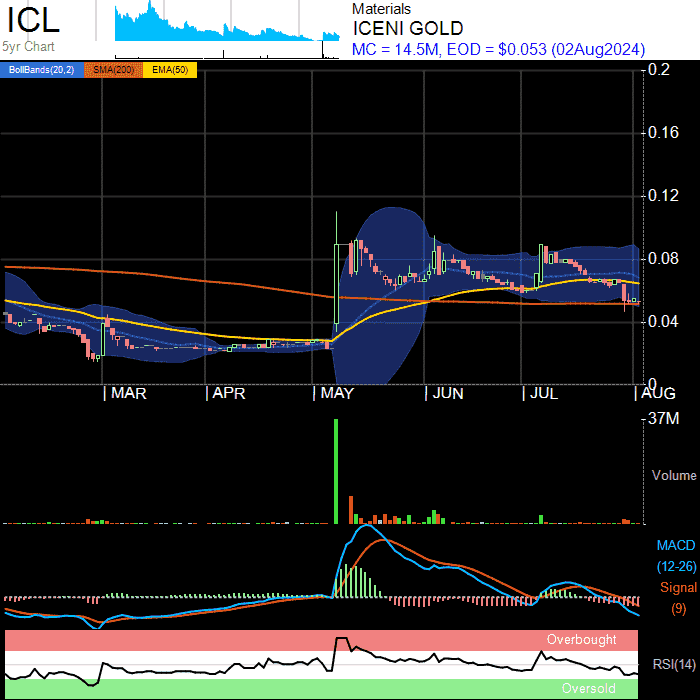 ICL
5yr Chart
Materials
ICENI GOLD
MC = 14.5M, EOD = $0.053 (02Aug2024)
BollBands(20,2) SMA(200) EMA(50)
0.2
0.16
0.12
0.08
0.04
0
MAR APR MAY JUN JUL AUG
37M
Volume
MACD
(12-26)
Signal
(9)
Overbought
RSI(14)
Oversold